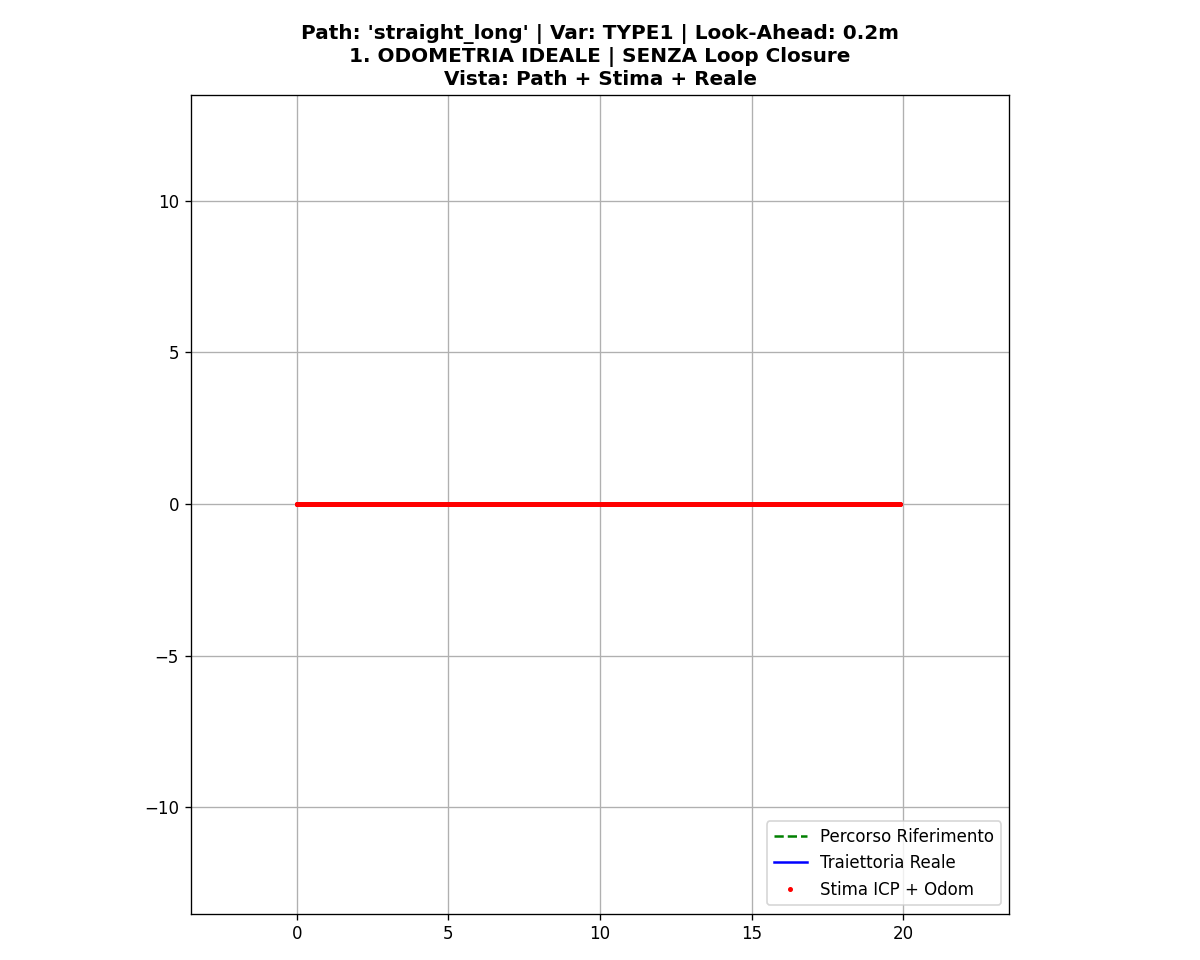 Path: 'straight_long' | Var: TYPE1 | Look-Ahead: 0.2m
1. ODOMETRIA IDEALE | SENZA Loop Closure
Vista: Path + Stima + Reale
10
5
0
−5
−10
Percorso Riferimento
Traiettoria Reale
Stima ICP + Odom
0 5 10 15 20